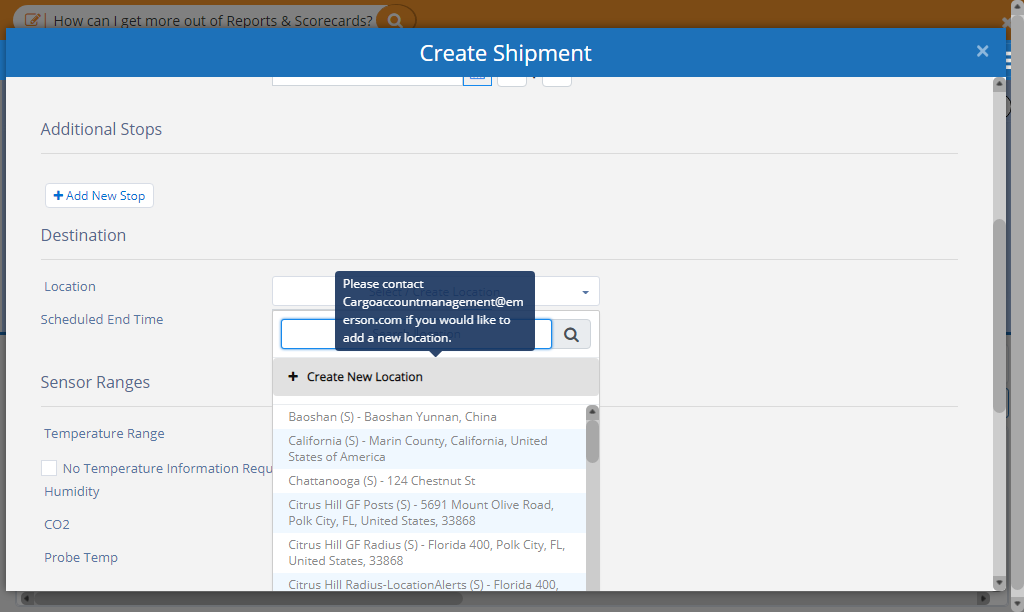 How can I get more out of Reports & Scorecards?
Create Shipment
×
Additional Stops
+ Add New Stop
Destination
Location
Please contact
Cargoaccountmanagement@em
erson.com if you would like to
add a new location.
Scheduled End Time
+ Create New Location
Sensor Ranges
Baoshan (S) - Baoshan Yunnan, China
Temperature Range
California (S) - Marin County, California, United
States of America
No Temperature Information Requ
Chattanooga (S) - 124 Chestnut St
Humidity
Citrus Hill GF Posts (S) - 5691 Mount Olive Road,
Polk City, FL, United States, 33868
CO2
Citrus Hill GF Radius (S) - Florida 400, Polk City, FL,
United States, 33868
Probe Temp
Citrus Hill Radius-LocationAlerts (S) - Florida 400,